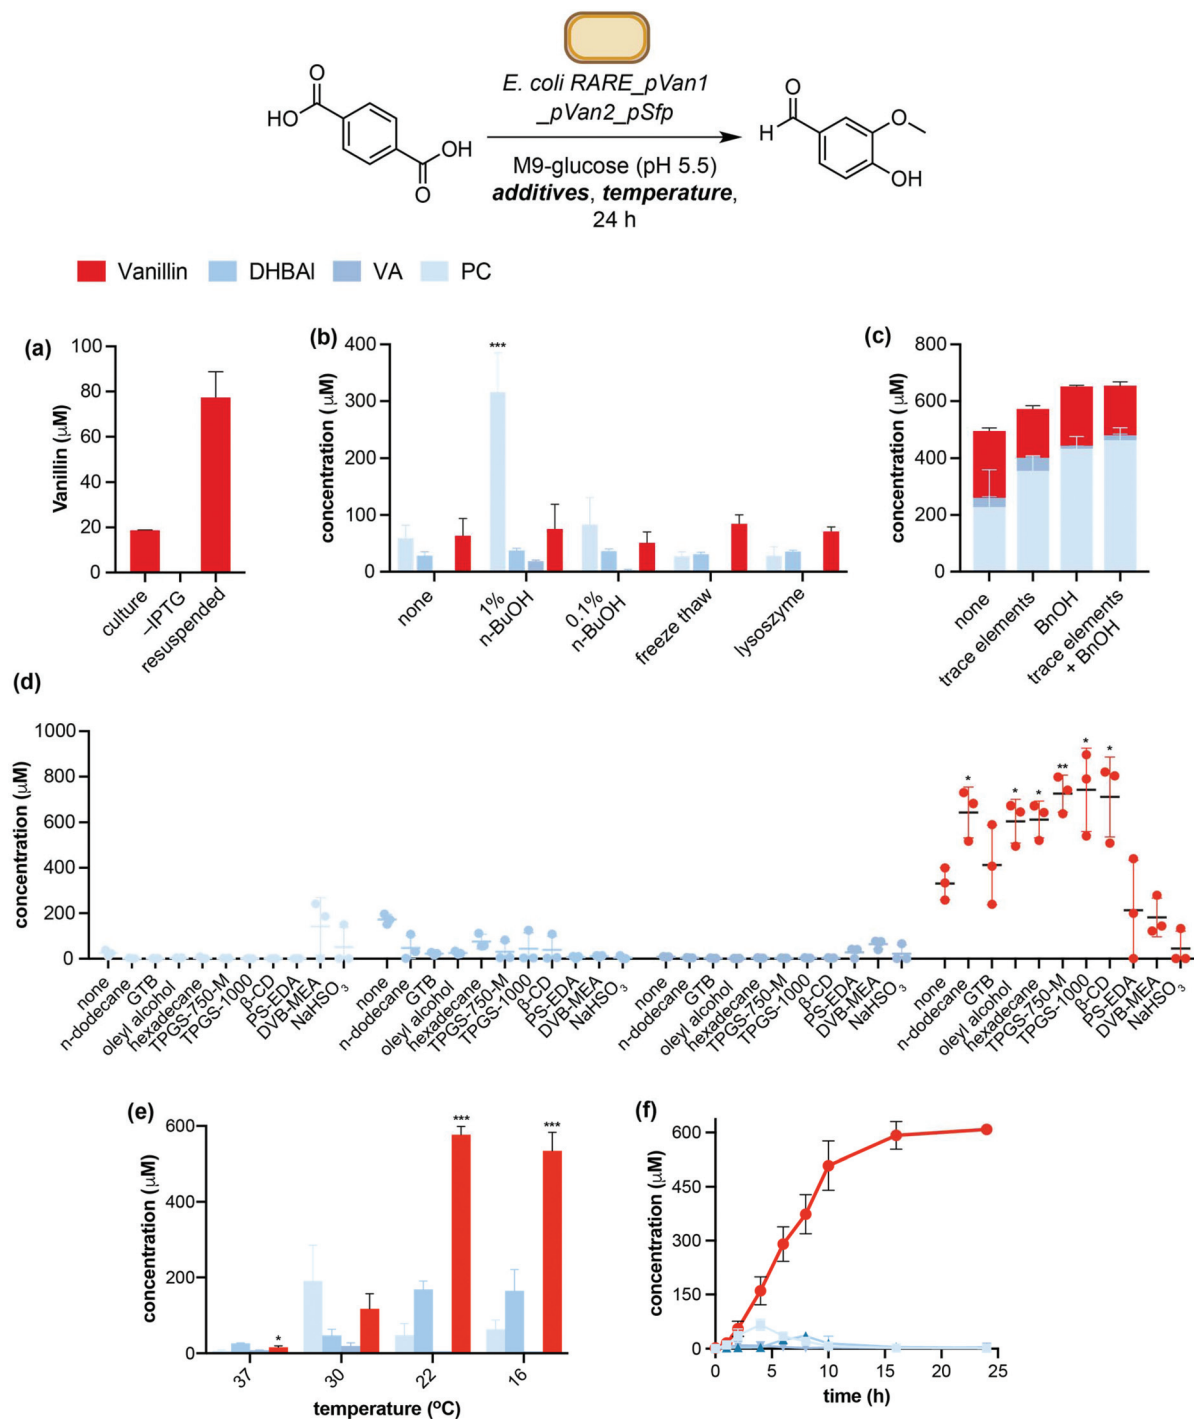 E. coli RARE_pVan1
_pVan2_pSfp
M9-glucose (pH 5.5)
additives, temperature,
24 h
O
HO
OH
O
O
H
O
OH
Vanillin
DHBAl
VA
PC
(a)
Vanillin (μM)
100
80
60
40
20
0
culture
–IPTG
resuspended
(b)
concentration (μM)
400
300
200
100
0
***
none
1%
n-BuOH
0.1%
n-BuOH
freeze thaw
lysoszyme
(c)
concentration (μM)
800
600
400
200
0
none
trace elements
BnOH
trace elements
+ BnOH
(d)
concentration (μM)
1000
800
600
400
200
0
none
n-dodecane
GTB
oleyl alcohol
hexadecane
TPGS-750-M
TPGS-1000
β-CD
PS-EDA
DVB-MEA
NaHSO3
none
n-dodecane
GTB
oleyl alcohol
hexadecane
TPGS-750-M
TPGS-1000
β-CD
PS-EDA
DVB-MEA
NaHSO3
none
n-dodecane
GTB
oleyl alcohol
hexadecane
TPGS-750-M
TPGS-1000
β-CD
PS-EDA
DVB-MEA
NaHSO3
none
n-dodecane
GTB
oleyl alcohol
hexadecane
TPGS-750-M
TPGS-1000
β-CD
PS-EDA
DVB-MEA
NaHSO3
*
*
*
**
*
*
(e)
concentration (μM)
600
400
200
0
*
***
***
37
30
22
16
temperature (ºC)
(f)
concentration (μM)
600
450
300
150
0
0
5
10
15
20
25
time (h)